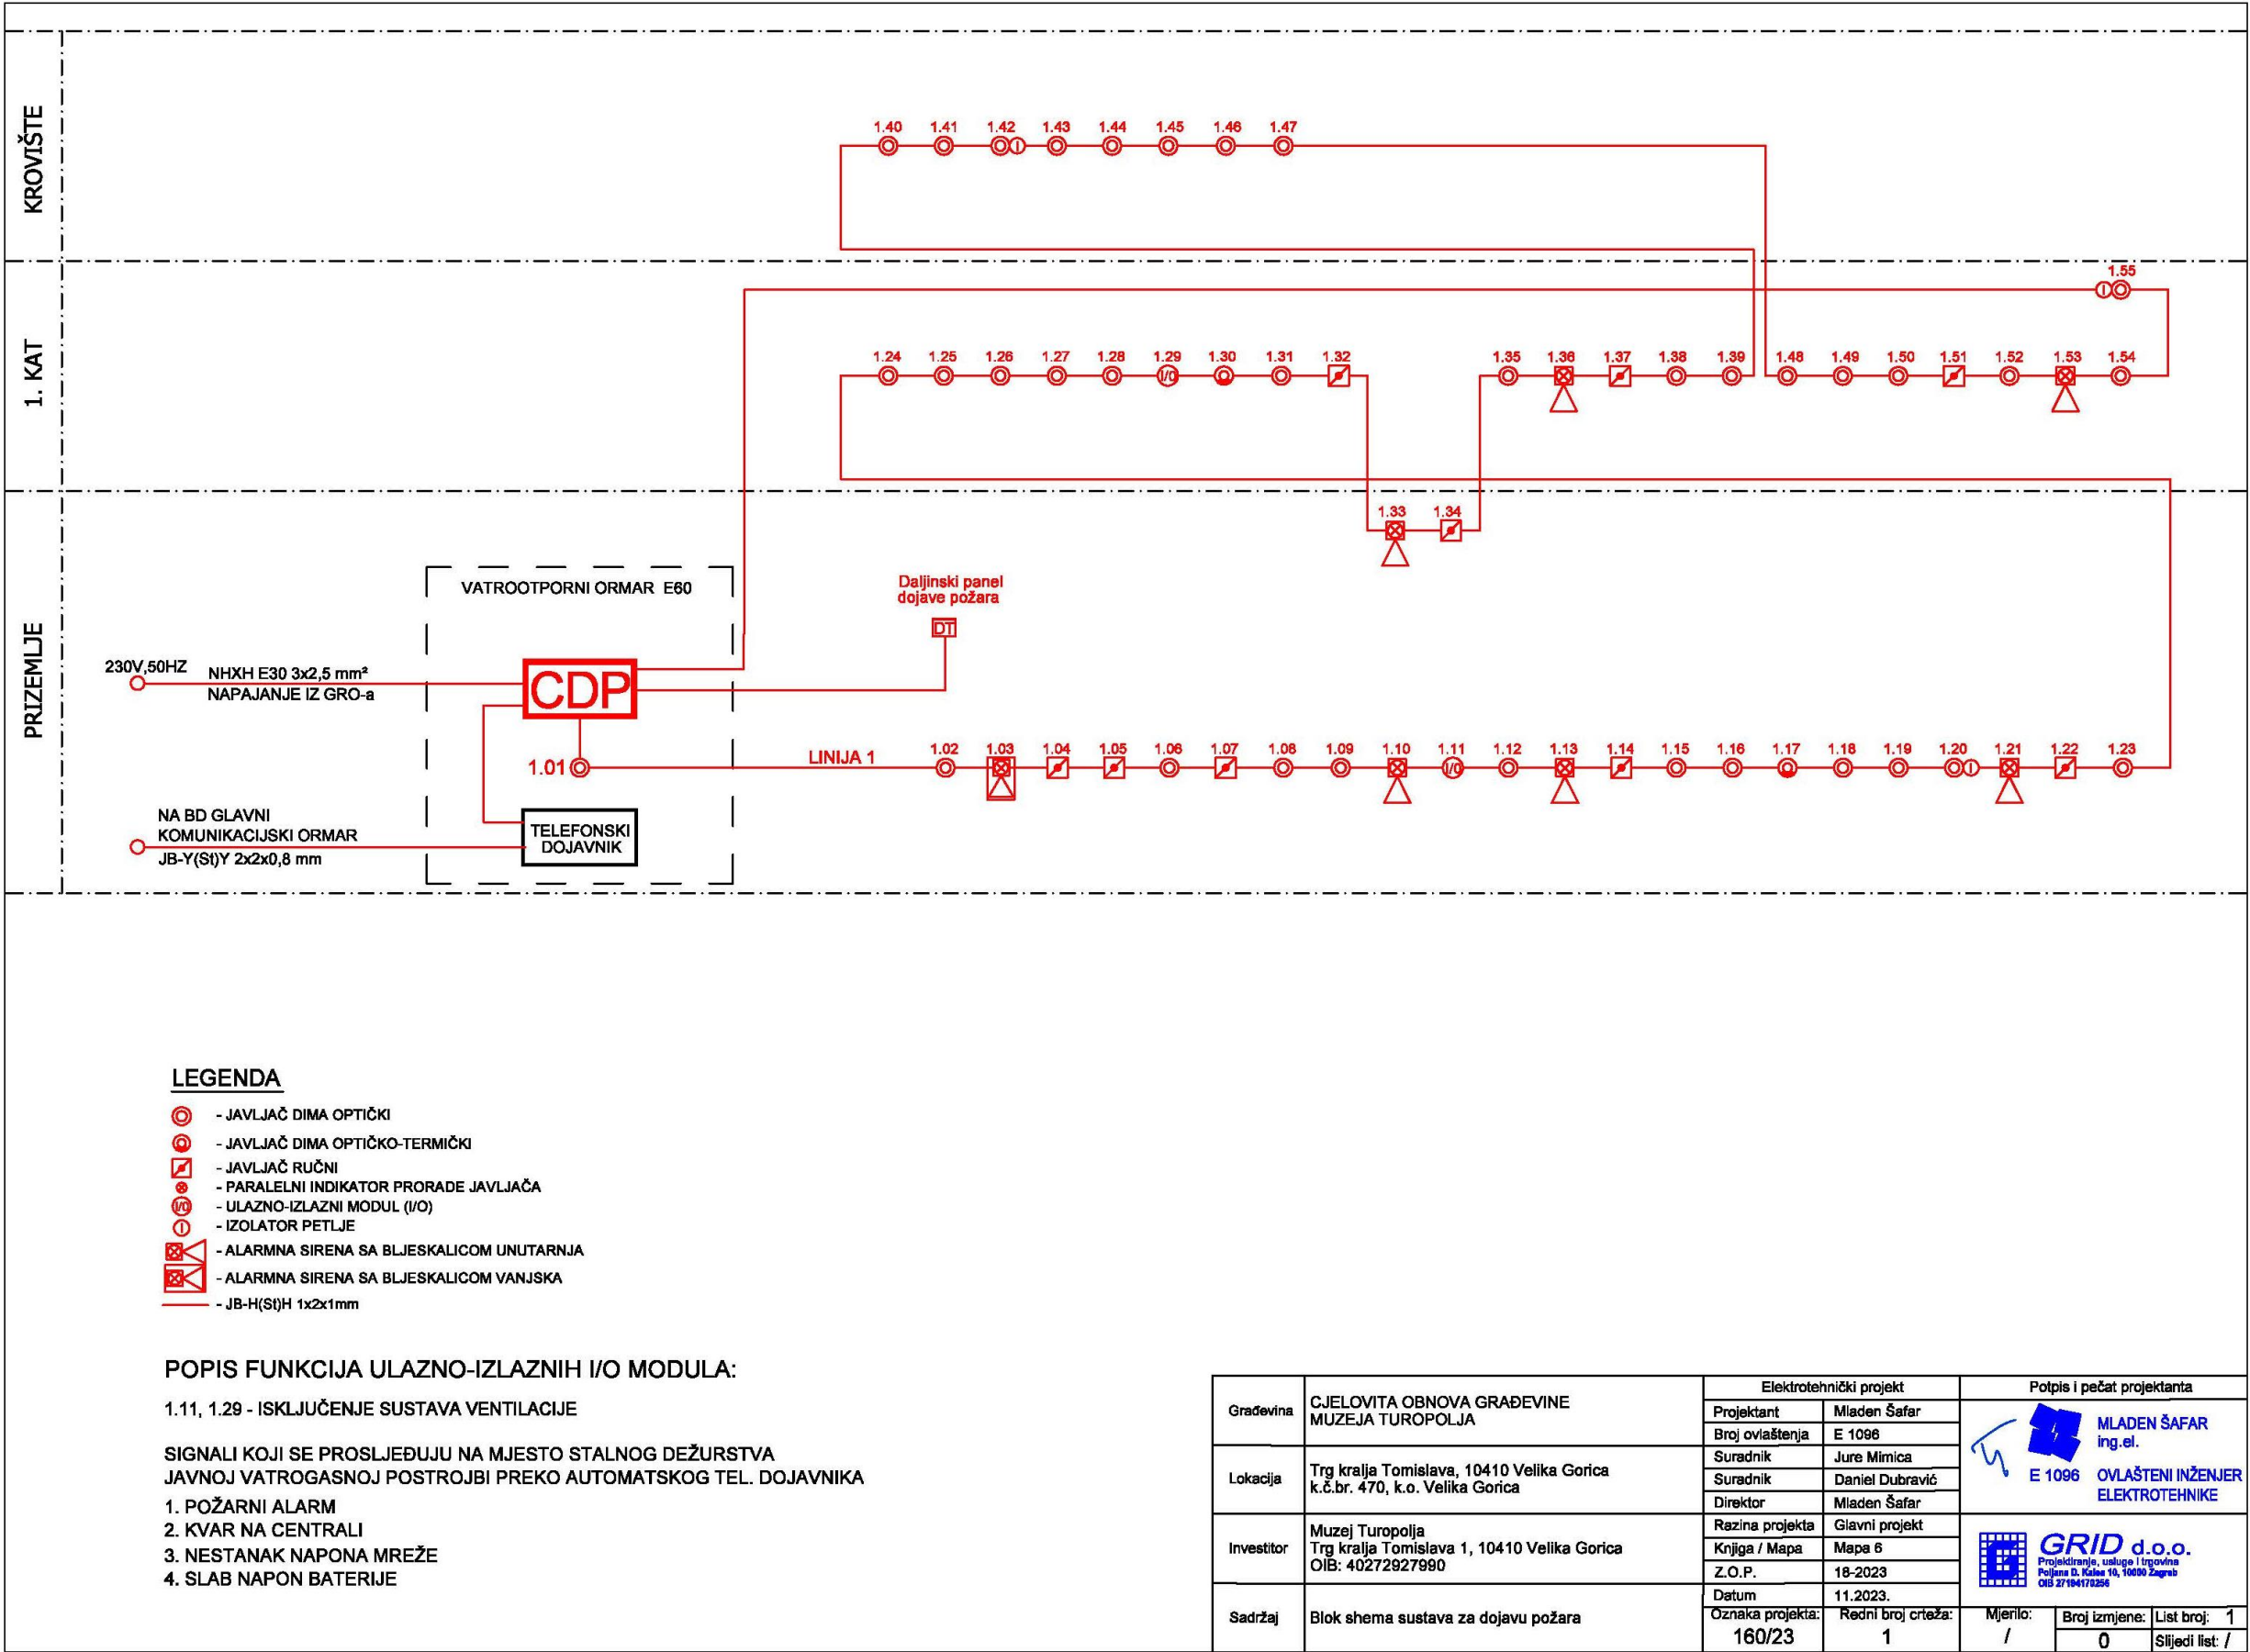 KROVIŠTE
1.40 1.41 1.42 1.43 1.44 1.45 1.46 1.47
1. KAT
1.55
1.24 1.25 1.26 1.27 1.28 1.29 1.30 1.31 1.32 1.35 1.36 1.37 1.38 1.39 1.48 1.49 1.50 1.51 1.52 1.53 1.54
I/O
PRIZEMLJE
1.33 1.34
VATROOTPORNI ORMAR E60
Daljinski panel
dojave požara
DT
230V,50HZ
NHXH E30 3x2,5 mm²
NAPAJANJE IZ GRO-a
CDP
1.01
LINIJA 1
1.02 1.03 1.04 1.05 1.06 1.07 1.08 1.09 1.10 1.11 1.12 1.13 1.14 1.15 1.16 1.17 1.18 1.19 1.20 1.21 1.22 1.23
I/O
NA BD GLAVNI
KOMUNIKACIJSKI ORMAR
JB-Y(St)Y 2x2x0,8 mm
TELEFONSKI
DOJAVNIK
LEGENDA
- JAVLJAČ DIMA OPTIČKI
- JAVLJAČ DIMA OPTIČKO-TERMIČKI
- JAVLJAČ RUČNI
- PARALELNI INDIKATOR PRORADE JAVLJAČA
I/O - ULAZNO-IZLAZNI MODUL (I/O)
- IZOLATOR PETLJE
- ALARMNA SIRENA SA BLJESKALICOM UNUTARNJA
- ALARMNA SIRENA SA BLJESKALICOM VANJSKA
- JB-H(St)H 1x2x1mm
POPIS FUNKCIJA ULAZNO-IZLAZNIH I/O MODULA:
1.11, 1.29 - ISKLJUČENJE SUSTAVA VENTILACIJE
SIGNALI KOJI SE PROSLJEĐUJU NA MJESTO STALNOG DEŽURSTVA
JAVNOJ VATROGASNOJ POSTROJBI PREKO AUTOMATSKOG TEL. DOJAVNIKA
1. POŽARNI ALARM
2. KVAR NA CENTRALI
3. NESTANAK NAPONA MREŽE
4. SLAB NAPON BATERIJE
Građevina
CJELOVITA OBNOVA GRAĐEVINE
MUZEJA TUROPOLJA
Lokacija
Trg kralja Tomislava, 10410 Velika Gorica
k.č.br. 470, k.o. Velika Gorica
Investitor
Muzej Turopolja
Trg kralja Tomislava 1, 10410 Velika Gorica
OIB: 40272927990
Sadržaj
Blok shema sustava za dojavu požara
Elektrotehnički projekt
Projektant Mladen Šafar
Broj ovlaštenja E 1096
Suradnik Jure Mimica
Suradnik Daniel Dubravić
Direktor Mladen Šafar
Razina projekta Glavni projekt
Knjiga / Mapa Mapa 6
Z.O.P. 18-2023
Datum 11.2023.
Oznaka projekta: Redni broj crteža:
160/23 1
Potpis i pečat projektanta
MLADEN ŠAFAR
ing.el.
E 1096 OVLAŠTENI INŽENJER
ELEKTROTEHNIKE
GRID d.o.o.
Projektiranje, usluge i trgovina
Poljana D. Kalea 10, 10000 Zagreb
OIB 27194170256
Mjerilo: Broj izmjene: List broj: 1
/ 0 Slijedi list: /